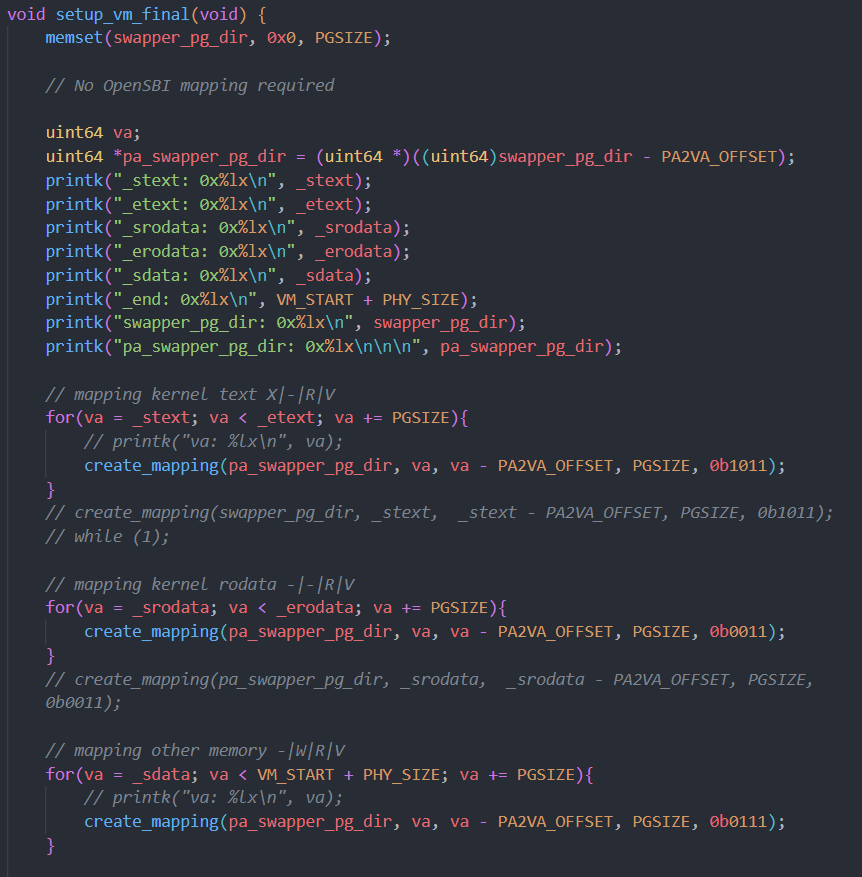 void setup_vm_final(void) {
    memset(swapper_pg_dir, 0x0, PGSIZE);

    // No OpenSBI mapping required

    uint64 va;
    uint64 *pa_swapper_pg_dir = (uint64 *)((uint64)swapper_pg_dir - PA2VA_OFFSET);
    printk("_stext: 0x%lx\n", _stext);
    printk("_etext: 0x%lx\n", _etext);
    printk("_srodata: 0x%lx\n", _srodata);
    printk("_erodata: 0x%lx\n", _erodata);
    printk("_sdata: 0x%lx\n", _sdata);
    printk("_end: 0x%lx\n", VM_START + PHY_SIZE);
    printk("swapper_pg_dir: 0x%lx\n", swapper_pg_dir);
    printk("pa_swapper_pg_dir: 0x%lx\n\n\n", pa_swapper_pg_dir);

    // mapping kernel text X|-|R|V
    for(va = _stext; va < _etext; va += PGSIZE){
        // printk("va: %lx\n", va);
        create_mapping(pa_swapper_pg_dir, va, va - PA2VA_OFFSET, PGSIZE, 0b1011);
    }
    // create_mapping(swapper_pg_dir, _stext,  _stext - PA2VA_OFFSET, PGSIZE, 0b1011);
    // while (1);

    // mapping kernel rodata -|-|R|V
    for(va = _srodata; va < _erodata; va += PGSIZE){
        create_mapping(pa_swapper_pg_dir, va, va - PA2VA_OFFSET, PGSIZE, 0b0011);
    }
    // create_mapping(pa_swapper_pg_dir, _srodata,  _srodata - PA2VA_OFFSET, PGSIZE,
    0b0011);

    // mapping other memory -|W|R|V
    for(va = _sdata; va < VM_START + PHY_SIZE; va += PGSIZE){
        // printk("va: %lx\n", va);
        create_mapping(pa_swapper_pg_dir, va, va - PA2VA_OFFSET, PGSIZE, 0b0111);
    }